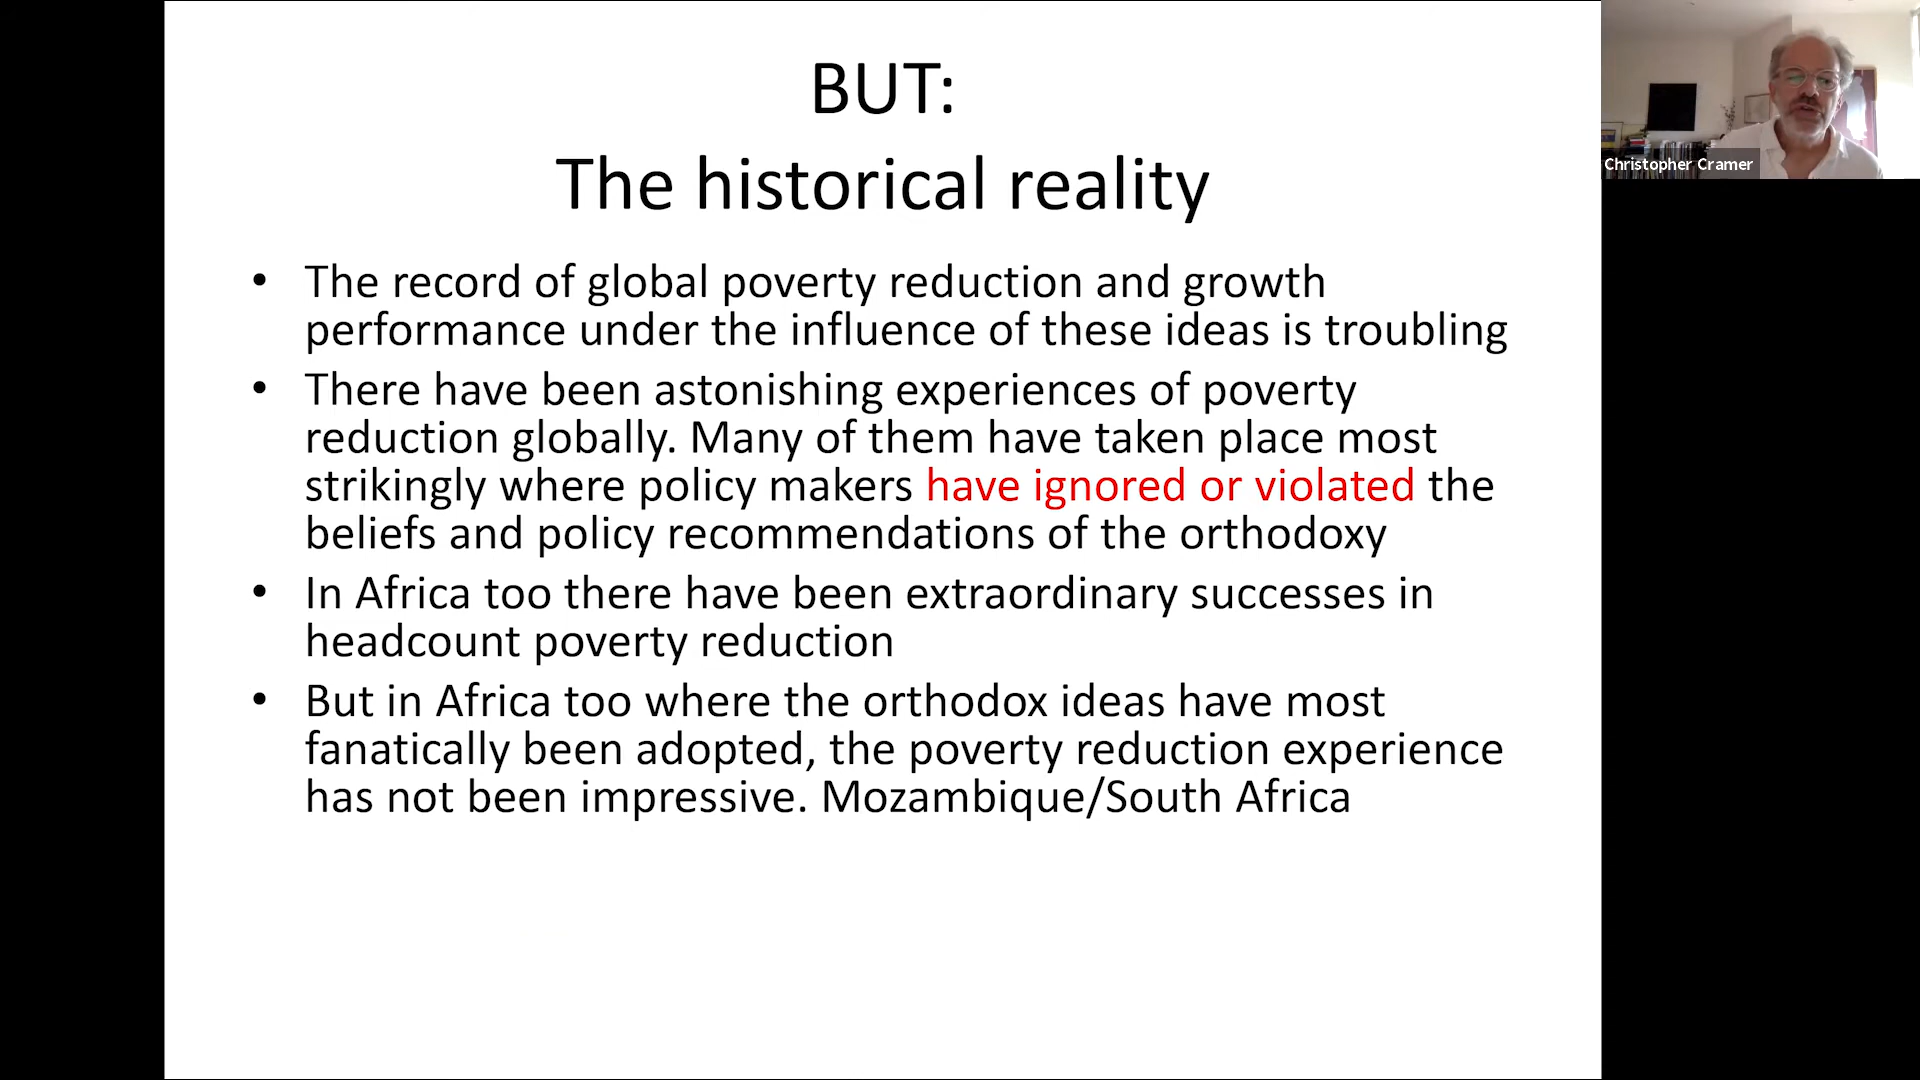 BUT:
The historical reality
• The record of global poverty reduction and growth
performance under the influence of these ideas is troubling
• There have been astonishing experiences of poverty
reduction globally. Many of them have taken place most
strikingly where policy makers have ignored or violated the
beliefs and policy recommendations of the orthodoxy
• In Africa too there have been extraordinary successes in
headcount poverty reduction
• But in Africa too where the orthodox ideas have most
fanatically been adopted, the poverty reduction experience
has not been impressive. Mozambique/South Africa
Christopher Cramer